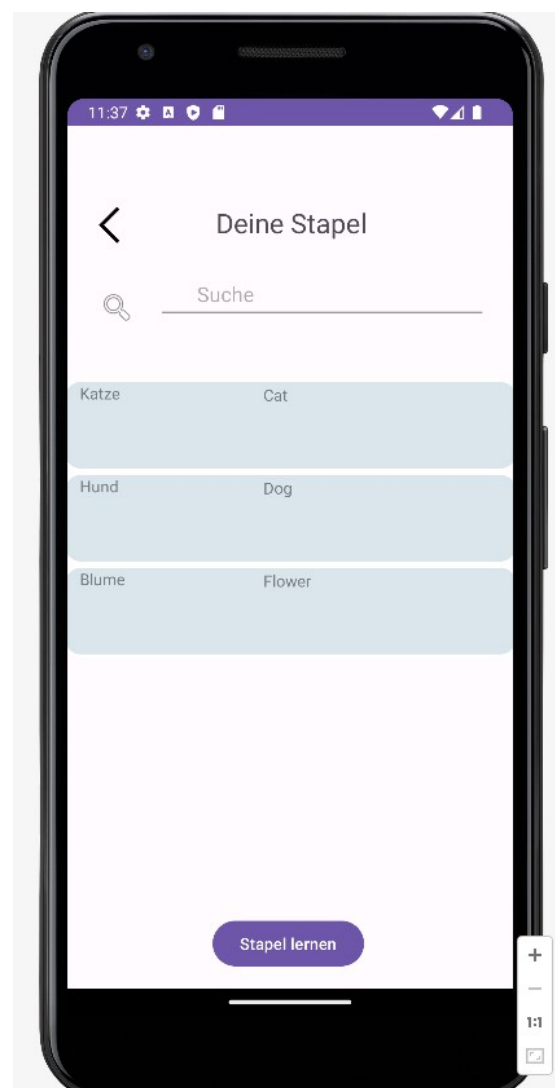 11:37
Deine Stapel
Suche
Katze Cat
Hund Dog
Blume Flower
Stapel lernen
+
−
1:1